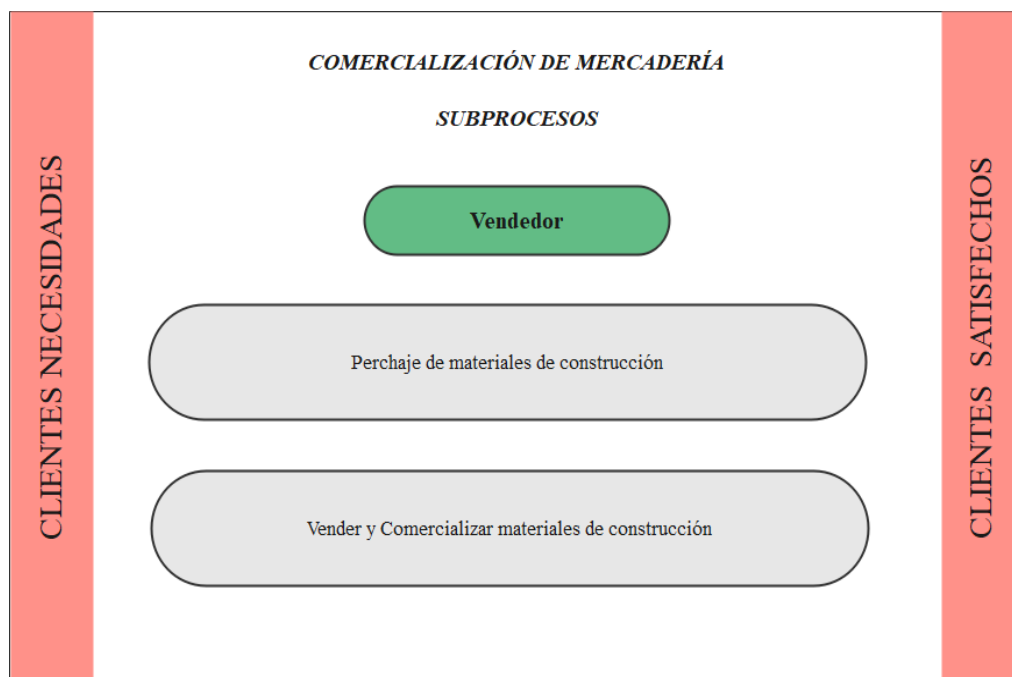 COMERCIALIZACIÓN DE MERCADERÍA
SUBPROCESOS
CLIENTES NECESIDADES
Vendedor
Perchaje de materiales de construcción
Vender y Comercializar materiales de construcción
CLIENTES SATISFECHOS